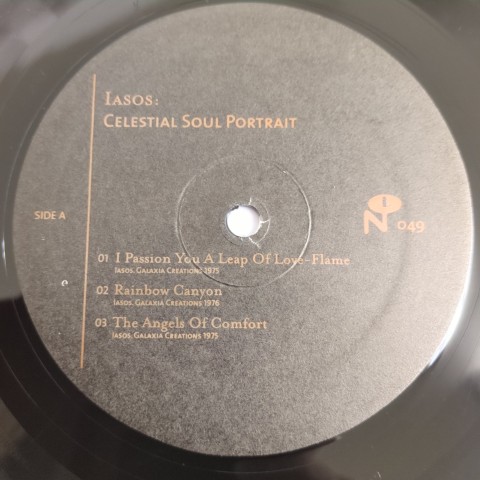 IASOS:
CELESTIAL SOUL PORTRAIT
SIDE A
N 049
01 I Passion You A Leap Of Love-Flame
IASOS, GALAXIA CREATIONS 1975
02 Rainbow Canyon
IASOS, GALAXIA CREATIONS 1976
03 The Angels Of Comfort
IASOS, GALAXIA CREATIONS 1975